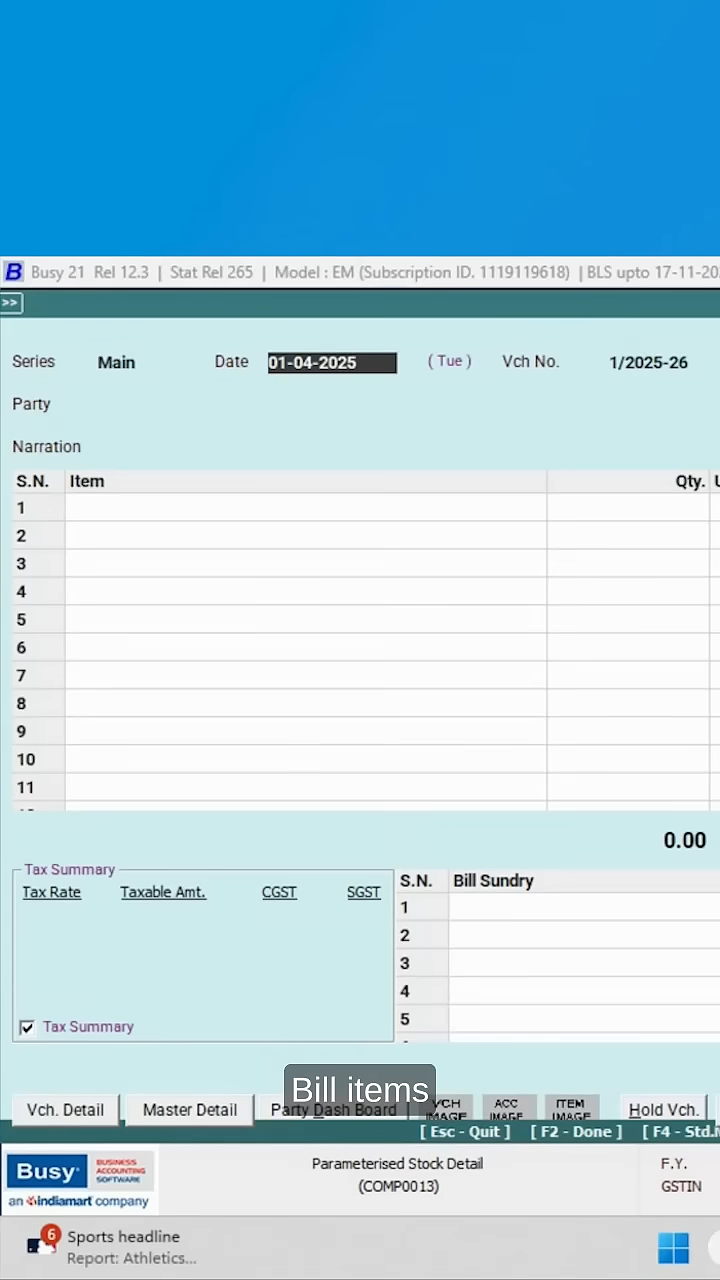 B Busy 21 Rel 12.3 | Stat Rel 265 | Model : EM (Subscription ID. 1119119618) | BLS upto 17-11-20
>>
Series Main Date 01-04-2025 ( Tue ) Vch No. 1/2025-26
Party
Narration
S.N. Item Qty.
1
2
3
4
5
6
7
8
9
10
11
0.00
Tax Summary
Tax Rate Taxable Amt. CGST SGST
Tax Summary
S.N. Bill Sundry
1
2
3
4
5
Bill items
Vch. Detail Master Detail Party Dash Board VCH IMAGE ACC IMAGE ITEM IMAGE Hold Vch.
[ Esc - Quit ] [ F2 - Done ] [ F4 - Std.
Busy BUSINESS ACCOUNTING SOFTWARE
an indiamart company
Parameterised Stock Detail
(COMP0013)
F.Y.
GSTIN
6 Sports headline
Report: Athletics...